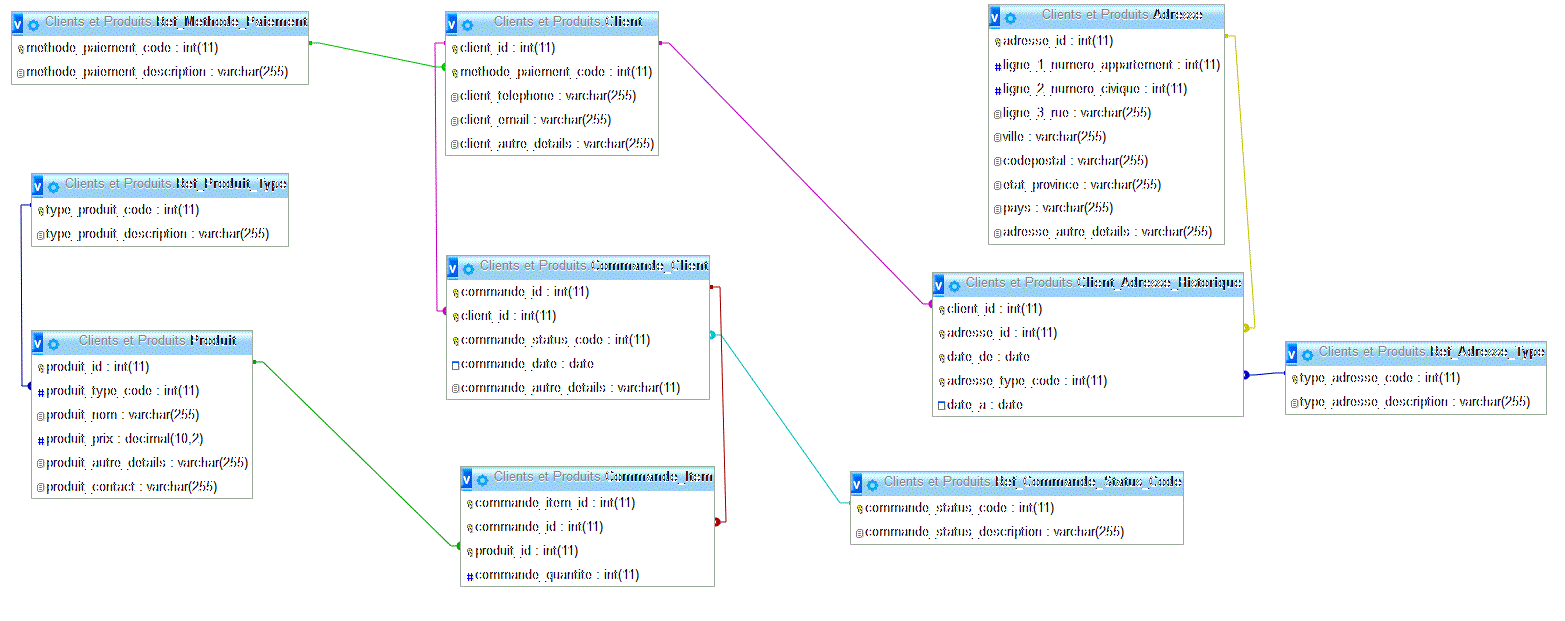 Clients et Produits Ref_Methode_Paiement
methode_paiement_code : int(11)
methode_paiement_description : varchar(255)
Clients et Produits Client
client_id : int(11)
methode_paiement_code : int(11)
client_telephone : varchar(255)
client_email : varchar(255)
client_autre_details : varchar(255)
Clients et Produits Adresse
adresse_id : int(11)
ligne_1_numero_appartement : int(11)
ligne_2_numero_civique : int(11)
ligne_3_rue : varchar(255)
ville : varchar(255)
codepostal : varchar(255)
etat_province : varchar(255)
pays : varchar(255)
adresse_autre_details : varchar(255)
Clients et Produits Ref_Produit_Type
type_produit_code : int(11)
type_produit_description : varchar(255)
Clients et Produits Commande_Client
commande_id : int(11)
client_id : int(11)
commande_status_code : int(11)
commande_date : date
commande_autre_details : varchar(11)
Clients et Produits Client_Adresse_Historique
client_id : int(11)
adresse_id : int(11)
date_de : date
adresse_type_code : int(11)
date_a : date
Clients et Produits Ref_Adresse_Type
type_adresse_code : int(11)
type_adresse_description : varchar(255)
Clients et Produits Produit
produit_id : int(11)
produit_type_code : int(11)
produit_nom : varchar(255)
produit_prix : decimal(10,2)
produit_autre_details : varchar(255)
produit_contact : varchar(255)
Clients et Produits Commande_Item
commande_item_id : int(11)
commande_id : int(11)
produit_id : int(11)
commande_quantite : int(11)
Clients et Produits Ref_Commande_Status_Code
commande_status_code : int(11)
commande_status_description : varchar(255)